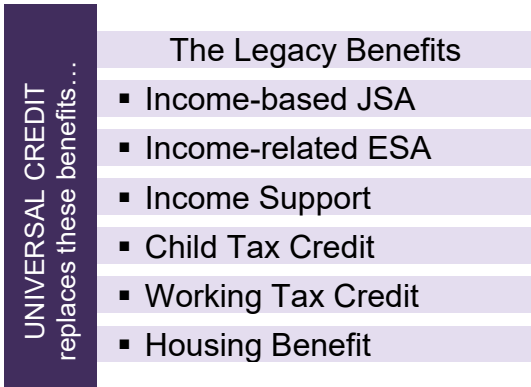 UNIVERSAL CREDIT
replaces these benefits…
The Legacy Benefits
▪ Income-based JSA
▪ Income-related ESA
▪ Income Support
▪ Child Tax Credit
▪ Working Tax Credit
▪ Housing Benefit